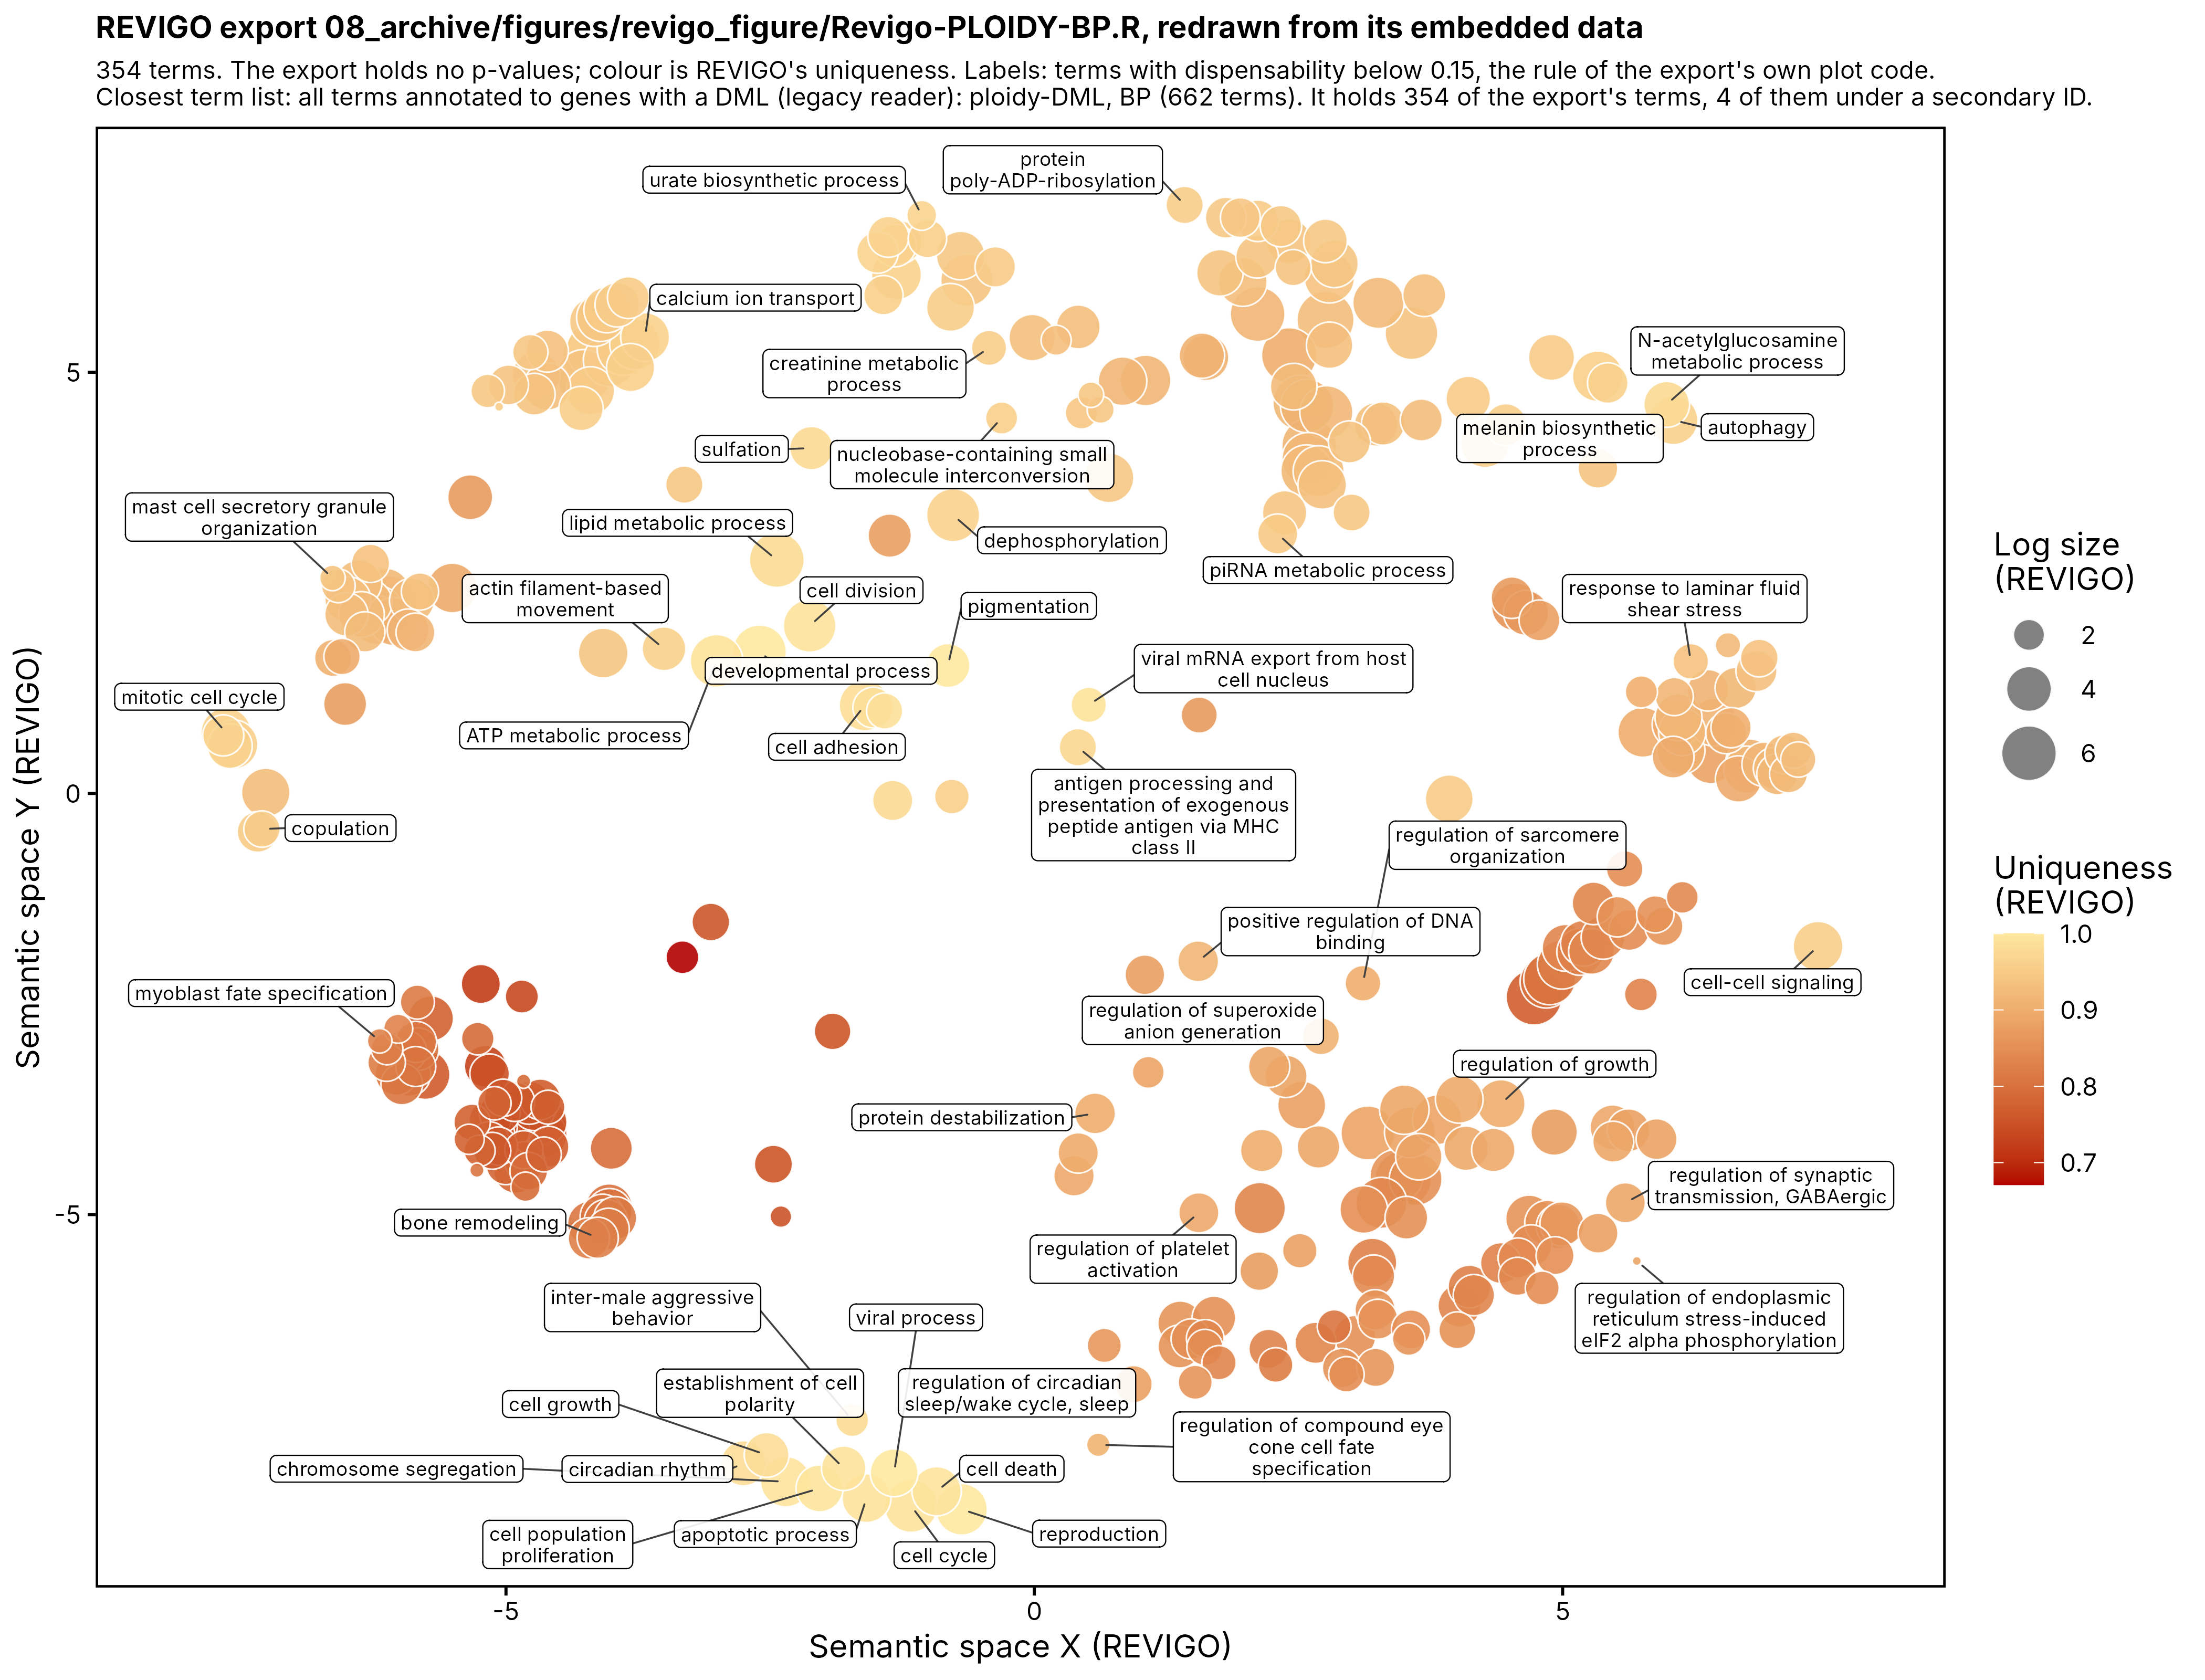 REVIGO export 08_archive/figures/revigo_figure/Revigo-PLOIDY-BP.R, redrawn from its embedded data
354 terms. The export holds no p-values; colour is REVIGO's uniqueness. Labels: terms with dispensability below 0.15, the rule of the export's own plot code.
Closest term list: all terms annotated to genes with a DML (legacy reader): ploidy-DML, BP (662 terms). It holds 354 of the export's terms, 4 of them under a secondary ID.
protein
poly-ADP-ribosylation
urate biosynthetic process
calcium ion transport
N-acetylglucosamine
metabolic process
creatinine metabolic
process
melanin biosynthetic
process
autophagy
sulfation
nucleobase-containing small
molecule interconversion
mast cell secretory granule
organization
lipid metabolic process
dephosphorylation
piRNA metabolic process
actin filament-based
movement
cell division
pigmentation
response to laminar fluid
shear stress
viral mRNA export from host
cell nucleus
developmental process
mitotic cell cycle
ATP metabolic process
cell adhesion
antigen processing and
presentation of exogenous
peptide antigen via MHC
class II
copulation
regulation of sarcomere
organization
positive regulation of DNA
binding
cell-cell signaling
myoblast fate specification
regulation of superoxide
anion generation
regulation of growth
protein destabilization
regulation of synaptic
transmission, GABAergic
bone remodeling
regulation of platelet
activation
inter-male aggressive
behavior
viral process
regulation of endoplasmic
reticulum stress-induced
eIF2 alpha phosphorylation
establishment of cell
polarity
regulation of circadian
sleep/wake cycle, sleep
cell growth
regulation of compound eye
cone cell fate
specification
chromosome segregation
circadian rhythm
cell death
cell population
proliferation
apoptotic process
reproduction
cell cycle
5
0
-5
Semantic space Y (REVIGO)
-5
0
5
Semantic space X (REVIGO)
Log size
(REVIGO)
2
4
6
Uniqueness
(REVIGO)
1.0
0.9
0.8
0.7